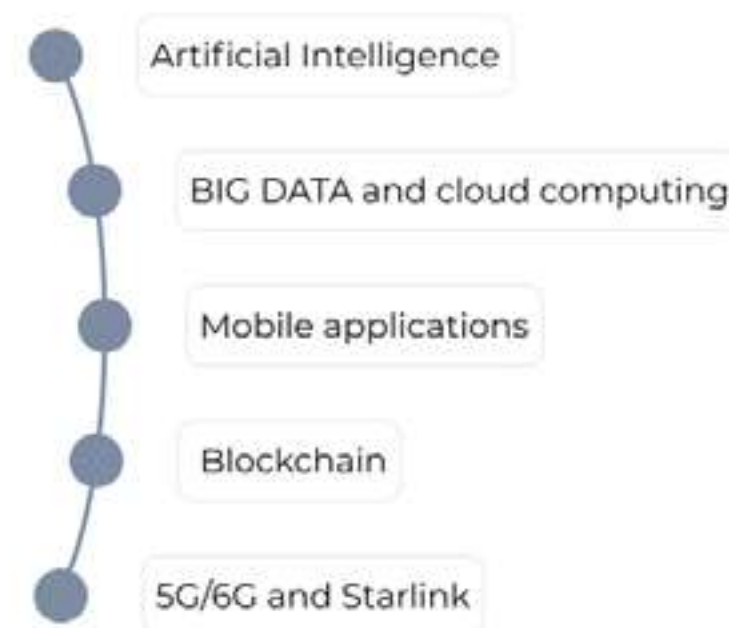 Artificial Intelligence
BIG DATA and cloud computing
Mobile applications
Blockchain
5G/6G and Starlink